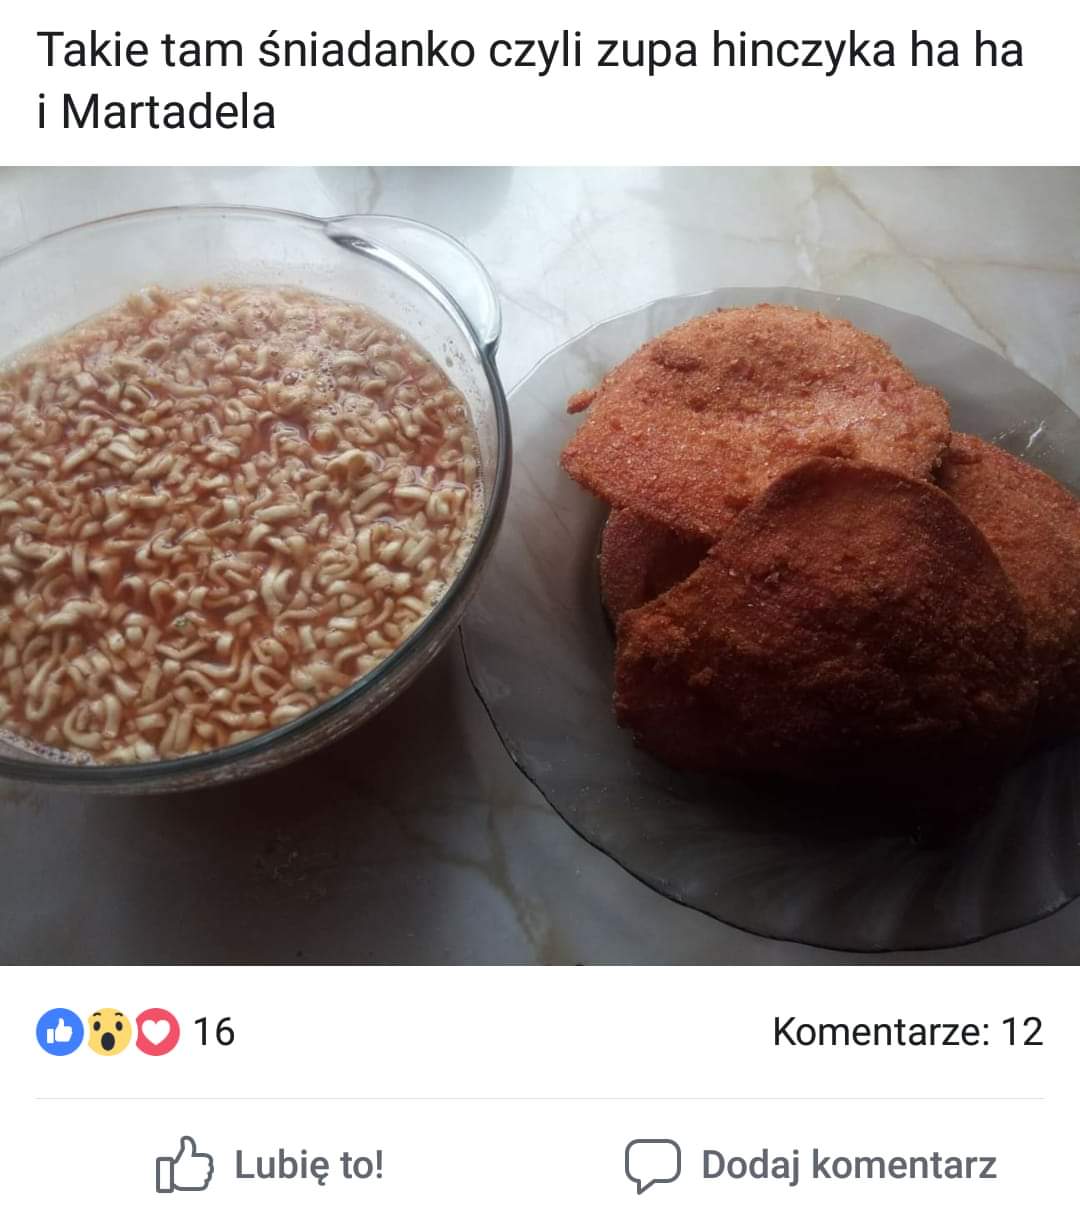 Takie tam śniadanko czyli zupa hinczyka ha ha
i Martadela
16
Komentarze: 12
Lubię to!
Dodaj komentarz